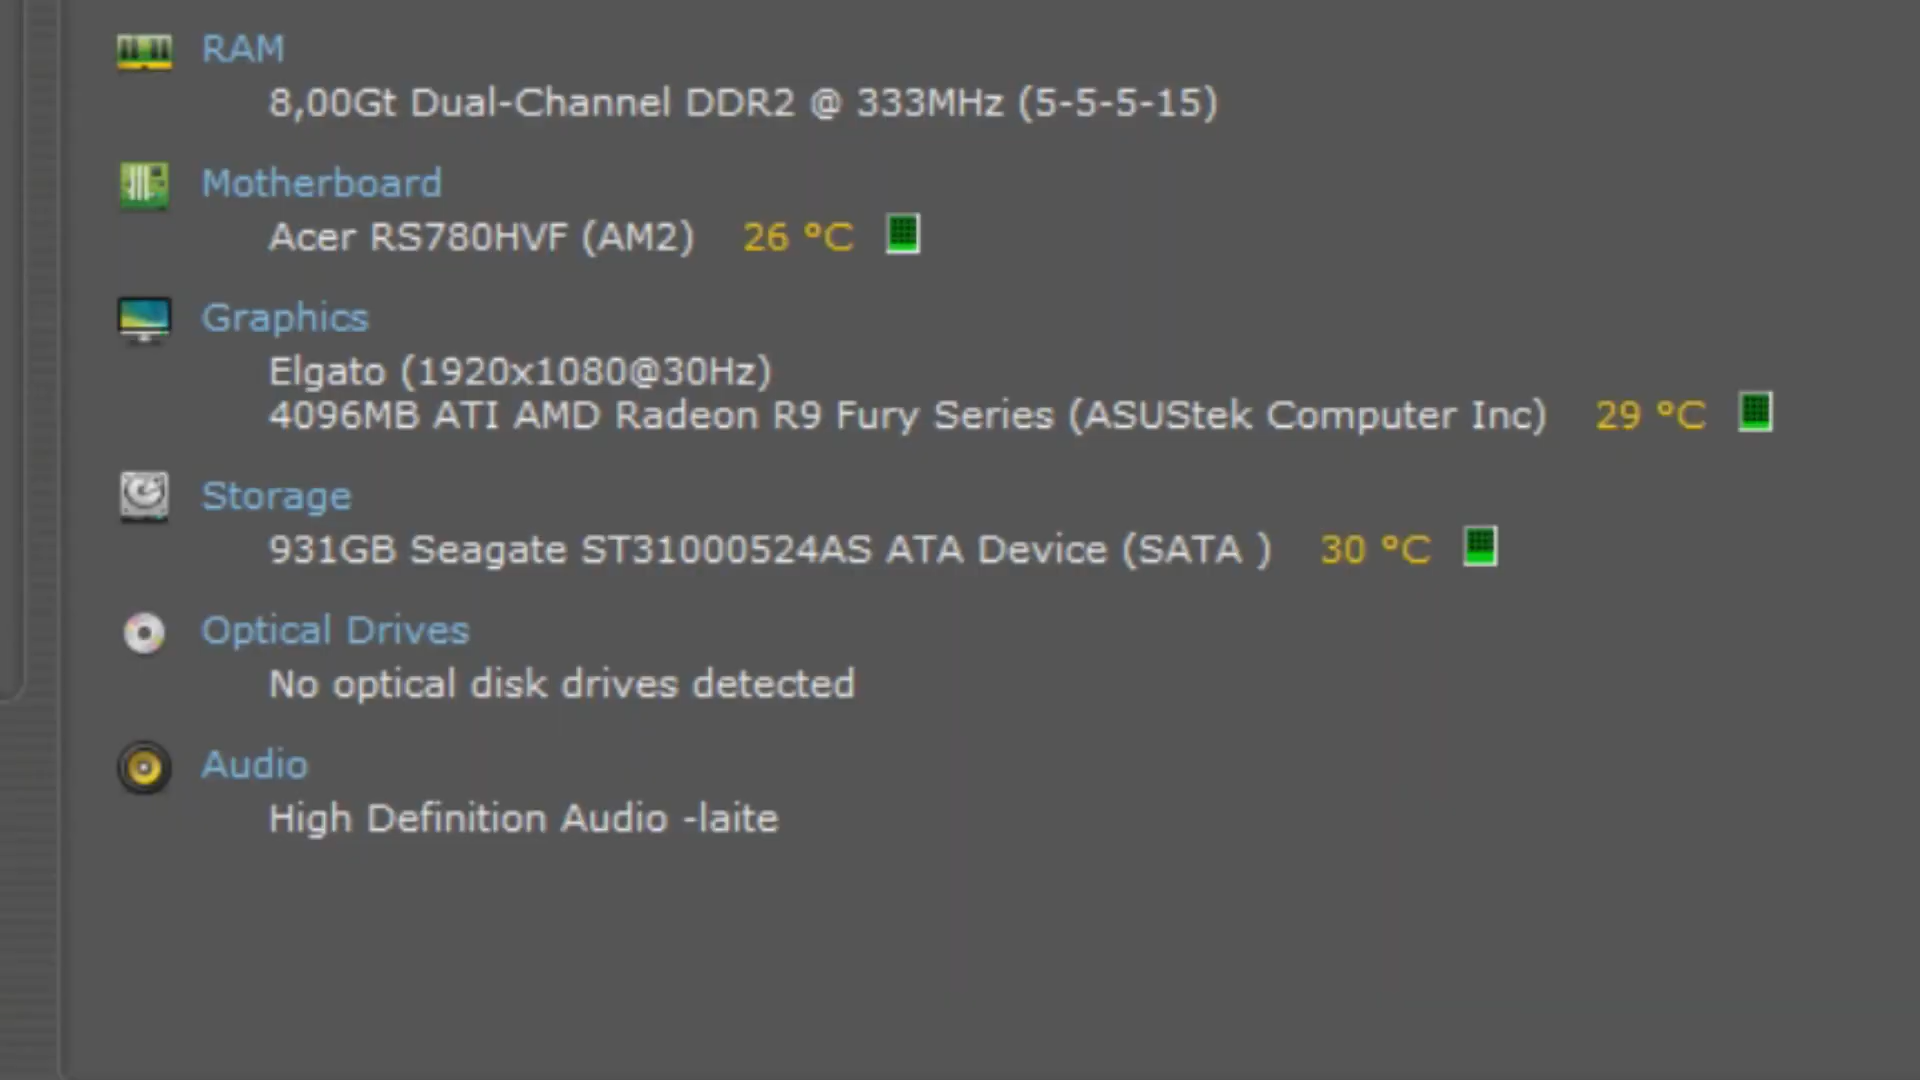 RAM
8,00Gt Dual-Channel DDR2 @ 333MHz (5-5-5-15)
Motherboard
Acer RS780HVF (AM2) 26 °C
Graphics
Elgato (1920x1080@30Hz)
4096MB ATI AMD Radeon R9 Fury Series (ASUStek Computer Inc) 29 °C
Storage
931GB Seagate ST31000524AS ATA Device (SATA ) 30 °C
Optical Drives
No optical disk drives detected
Audio
High Definition Audio -laite